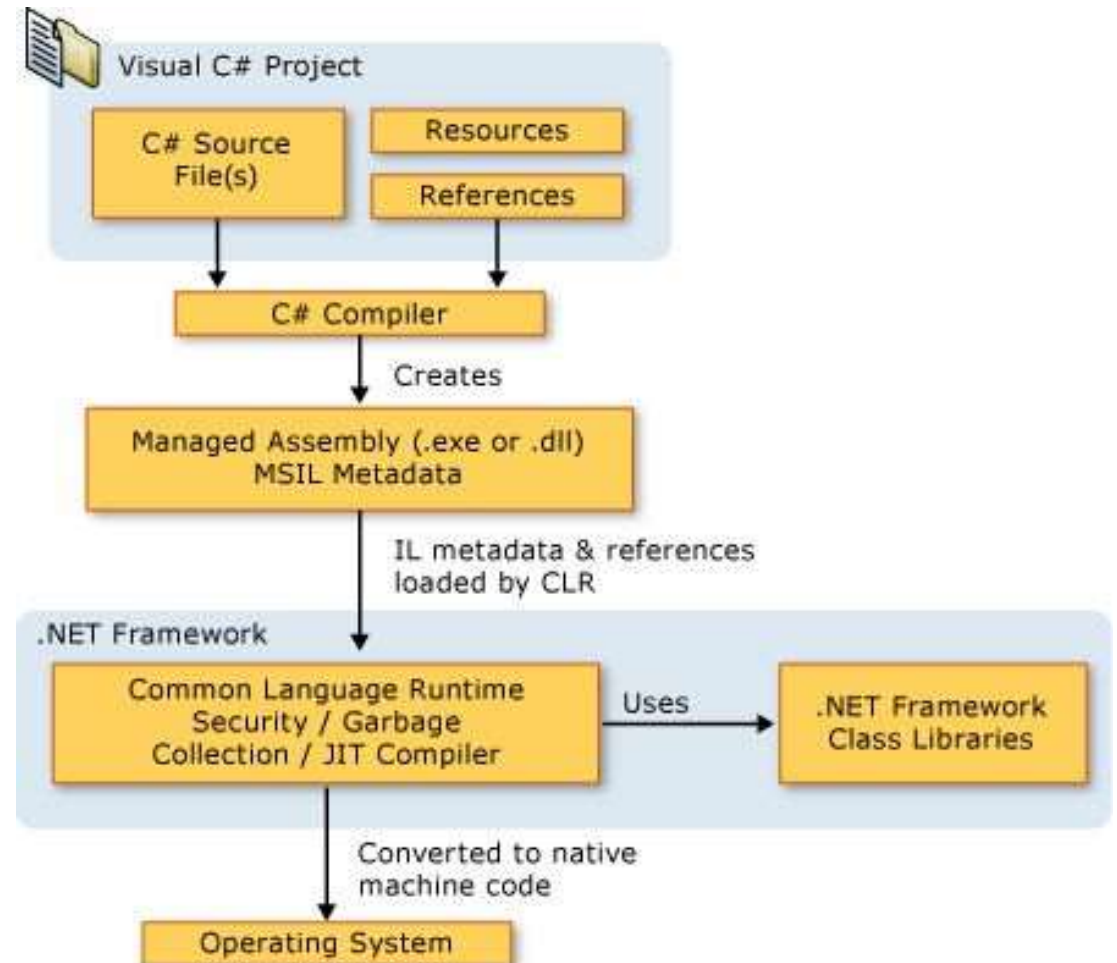 Visual C# Project
C# Source
File(s)
Resources
References
C# Compiler
Creates
Managed Assembly (.exe or .dll)
MSIL Metadata
IL metadata & references
loaded by CLR
.NET Framework
Common Language Runtime
Security / Garbage
Collection / JIT Compiler
Uses
.NET Framework
Class Libraries
Converted to native
machine code
Operating System